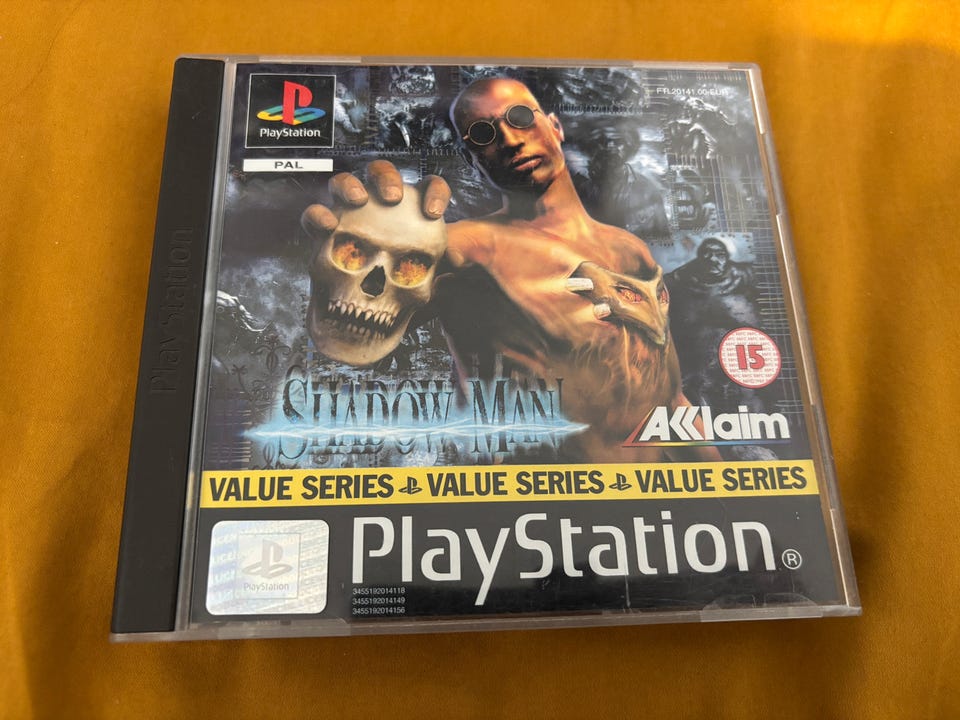 PlayStation
PlayStation
PAL
FTL20141.00-EUR
15
SHADOW MAN
AKKlaim
VALUE SERIES VALUE SERIES VALUE SERIES
PlayStation
PlayStation®
3455192014118
3455192014149
3455192014156